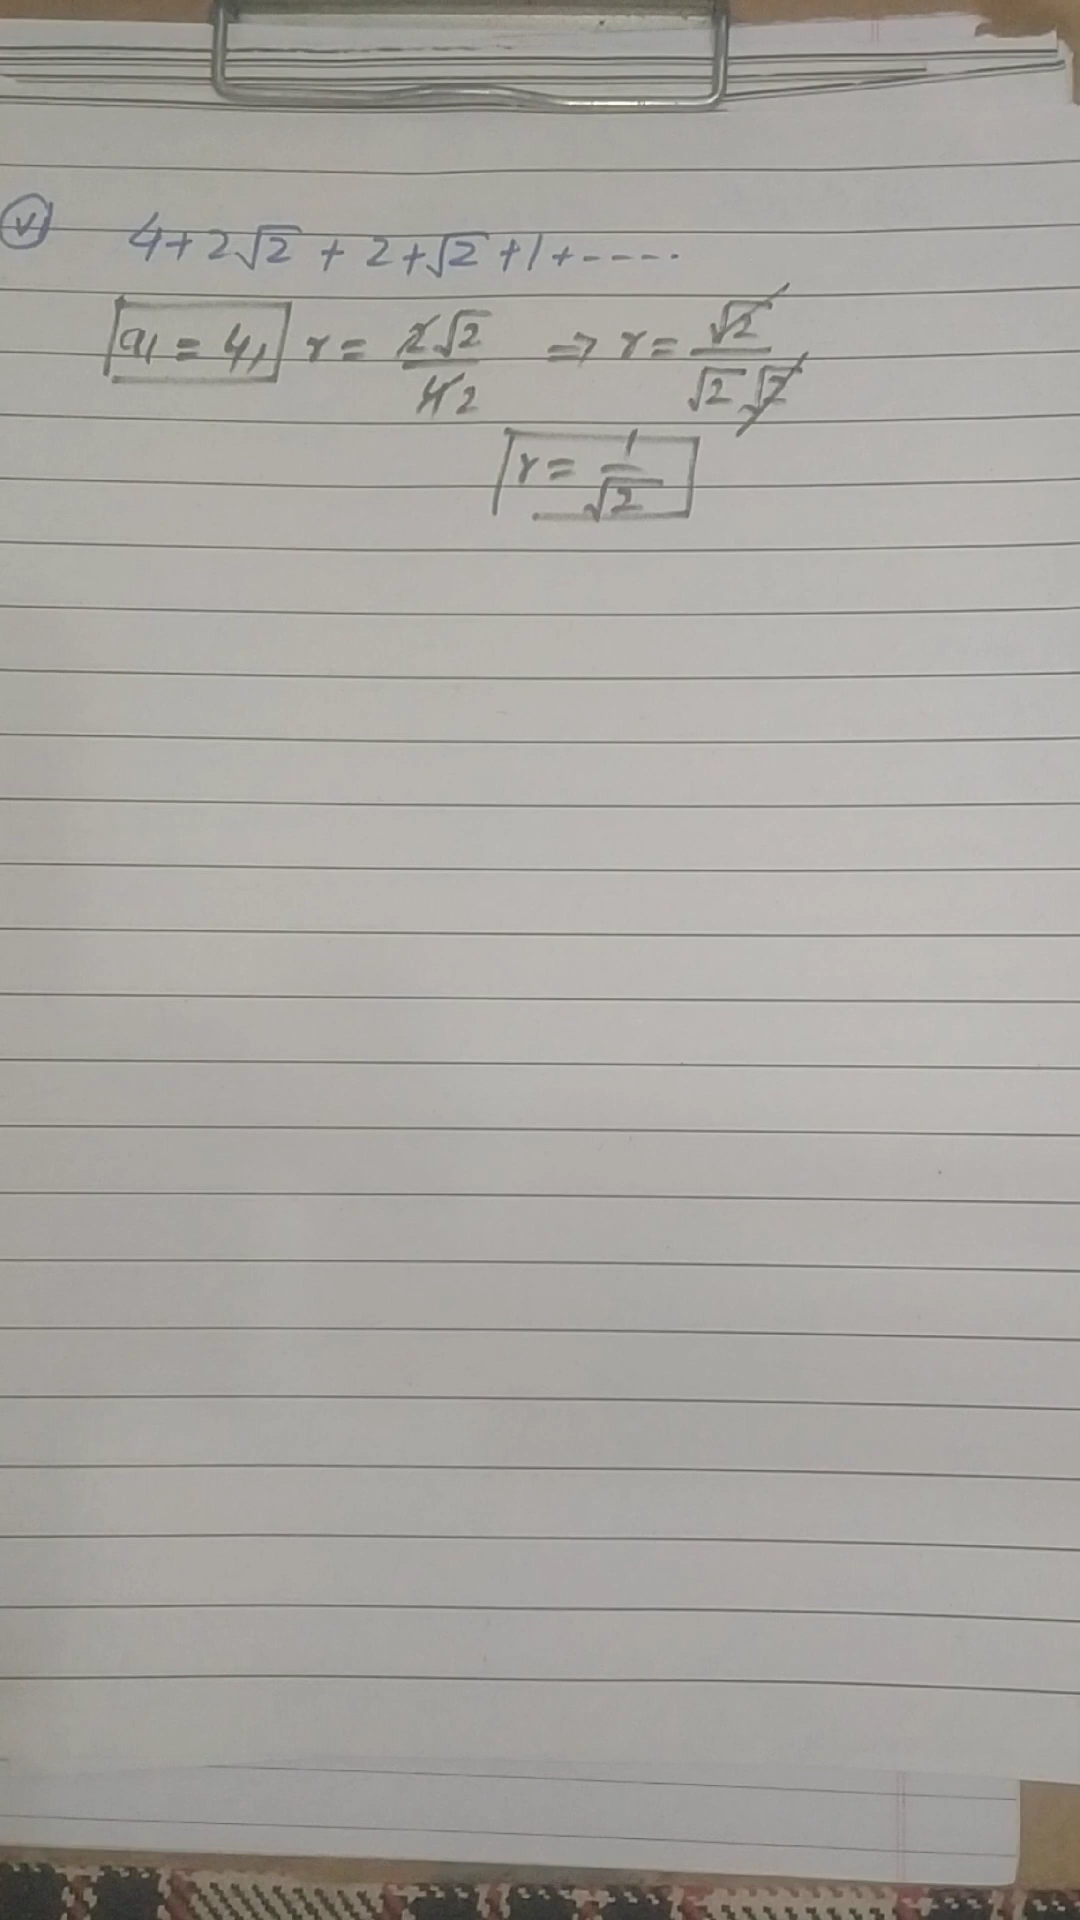 (v) 4+2√2 + 2+√2 +1+-----.
a₁ = 4, r = 2√2/4 2 => r = √2/√2 √2
r = 1/√2